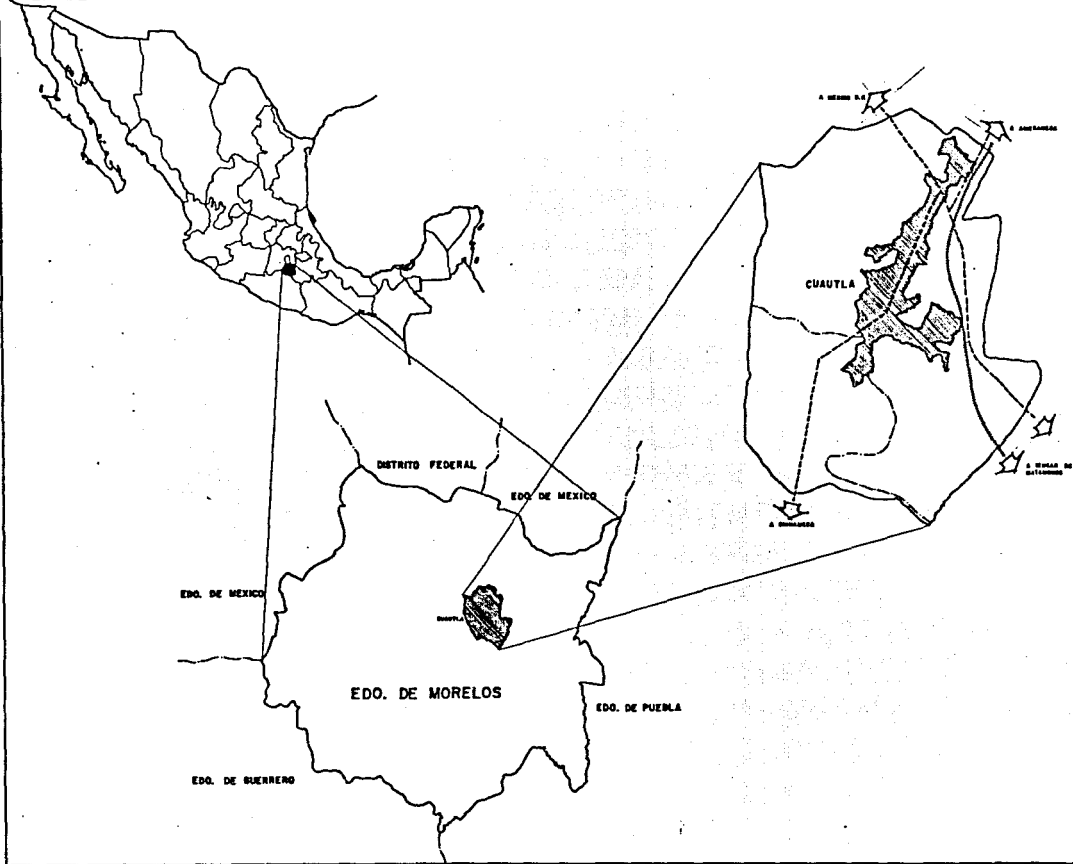 A MEXICO D.F.
CUAUTLA
DISTRITO FEDERAL
EDO. DE MEXICO
EDO. DE MEXICO
CUAUTLA
EDO. DE MORELOS
EDO. DE PUEBLA
EDO. DE GUERRERO